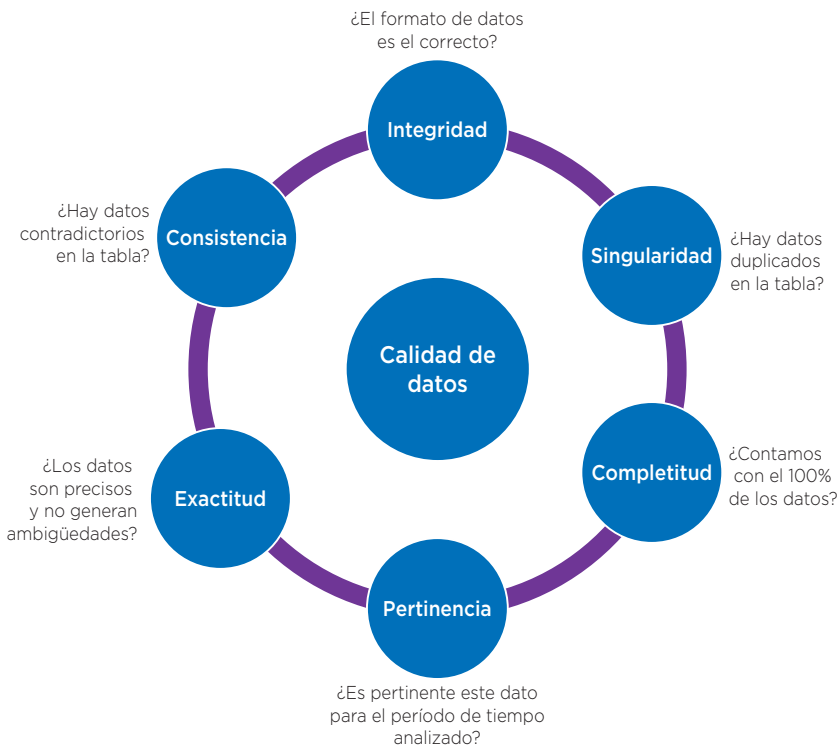 ¿El formato de datos
es el correcto?
Integridad
¿Hay datos
contradictorios
en la tabla?
Consistencia
Singularidad
¿Hay datos
duplicados
en la tabla?
Calidad de
datos
¿Los datos
son precisos
y no generan
ambigüedades?
Exactitud
Completitud
¿Contamos
con el 100%
de los datos?
Pertinencia
¿Es pertinente este dato
para el período de tiempo
analizado?